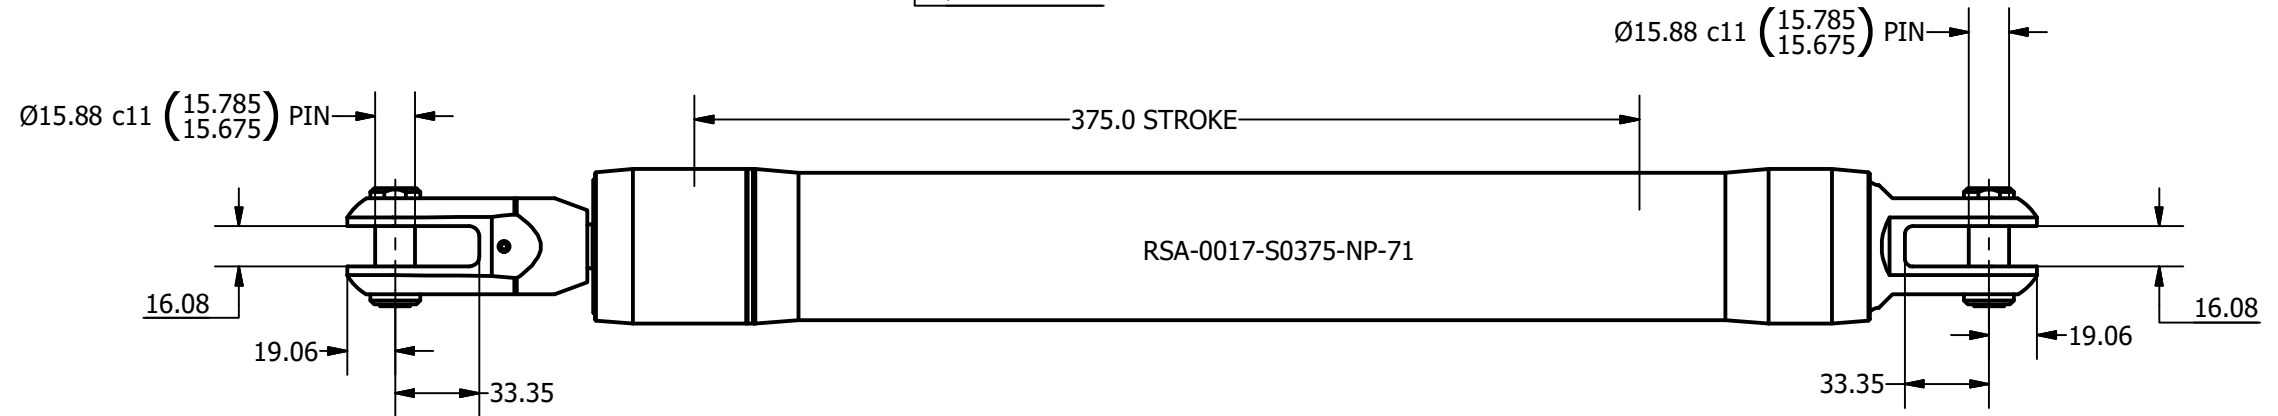 Ø15.88 c11 (15.785
15.675) PIN
Ø15.88 c11 (15.785
15.675) PIN
375.0 STROKE
RSA-0017-S0375-NP-71
16.08
16.08
19.06
19.06
33.35
33.35